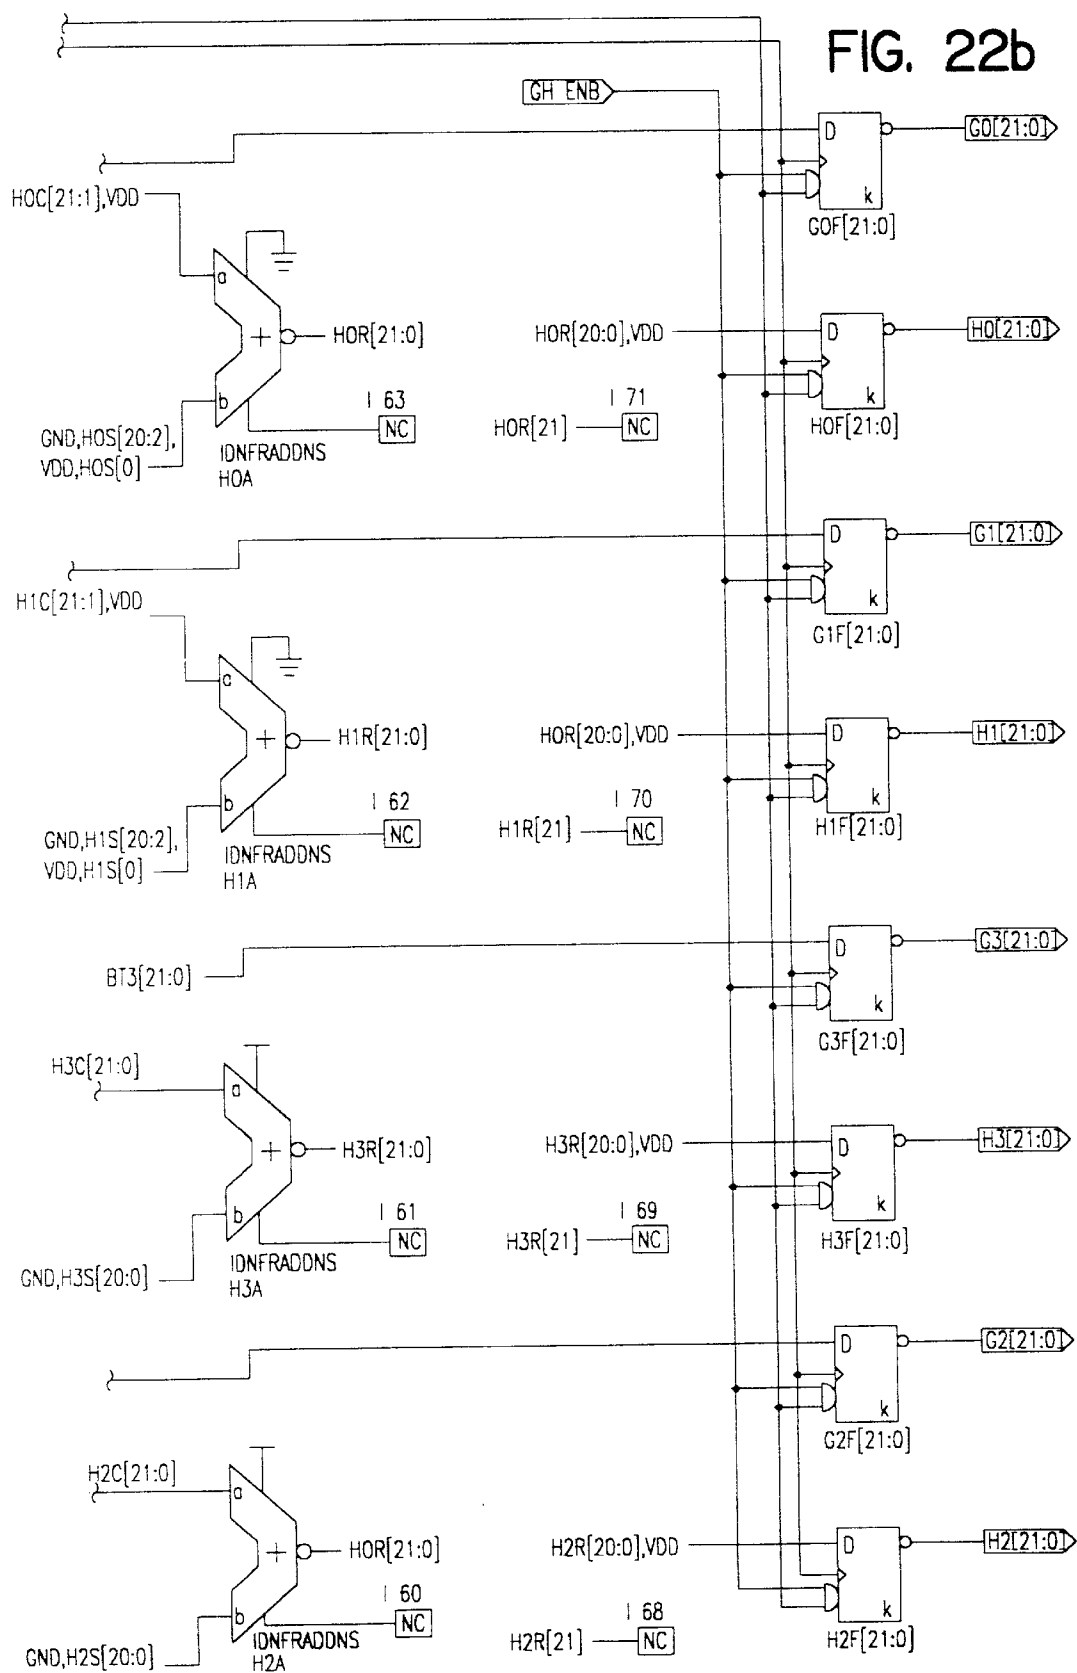 FIG. 22b
GH ENB
D
G0[21:0]
k
G0F[21:0]
H0C[21:1],VDD
a
+
H0R[21:0]
b
I 63
NC
GND,H0S[20:2],
VDD,H0S[0]
IDNFRADDNS
H0A
H0R[20:0],VDD
D
H0[21:0]
I 71
H0R[21]
NC
k
H0F[21:0]
D
G1[21:0]
k
G1F[21:0]
H1C[21:1],VDD
a
+
H1R[21:0]
b
I 62
NC
GND,H1S[20:2],
VDD,H1S[0]
IDNFRADDNS
H1A
H0R[20:0],VDD
D
H1[21:0]
I 70
H1R[21]
NC
k
H1F[21:0]
BT3[21:0]
D
G3[21:0]
k
G3F[21:0]
H3C[21:0]
a
+
H3R[21:0]
b
I 61
NC
GND,H3S[20:0]
IDNFRADDNS
H3A
H3R[20:0],VDD
D
H3[21:0]
I 69
H3R[21]
NC
k
H3F[21:0]
D
G2[21:0]
k
G2F[21:0]
H2C[21:0]
a
+
H0R[21:0]
b
I 60
NC
GND,H2S[20:0]
IDNFRADDNS
H2A
H2R[20:0],VDD
D
H2[21:0]
I 68
H2R[21]
NC
k
H2F[21:0]